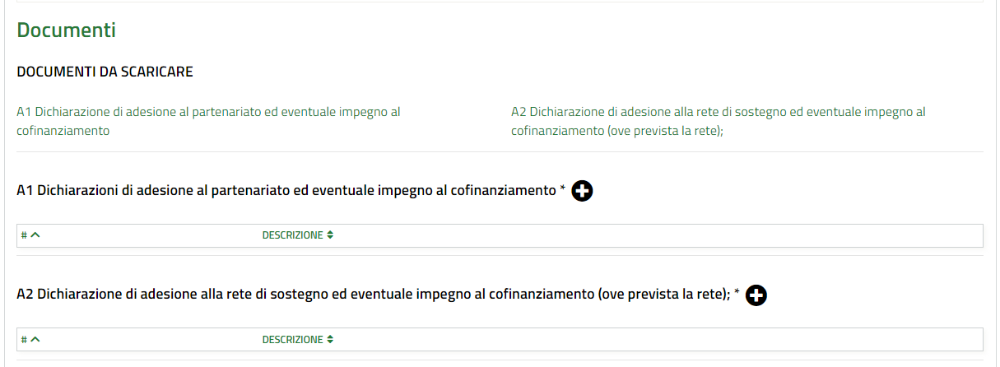 Documenti
DOCUMENTI DA SCARICARE
A1 Dichiarazione di adesione al partenariato ed eventuale impegno al
cofinanziamento
A2 Dichiarazione di adesione alla rete di sostegno ed eventuale impegno al
cofinanziamento (ove prevista la rete);
A1 Dichiarazioni di adesione al partenariato ed eventuale impegno al cofinanziamento *
# DESCRIZIONE
A2 Dichiarazione di adesione alla rete di sostegno ed eventuale impegno al cofinanziamento (ove prevista la rete); *
# DESCRIZIONE